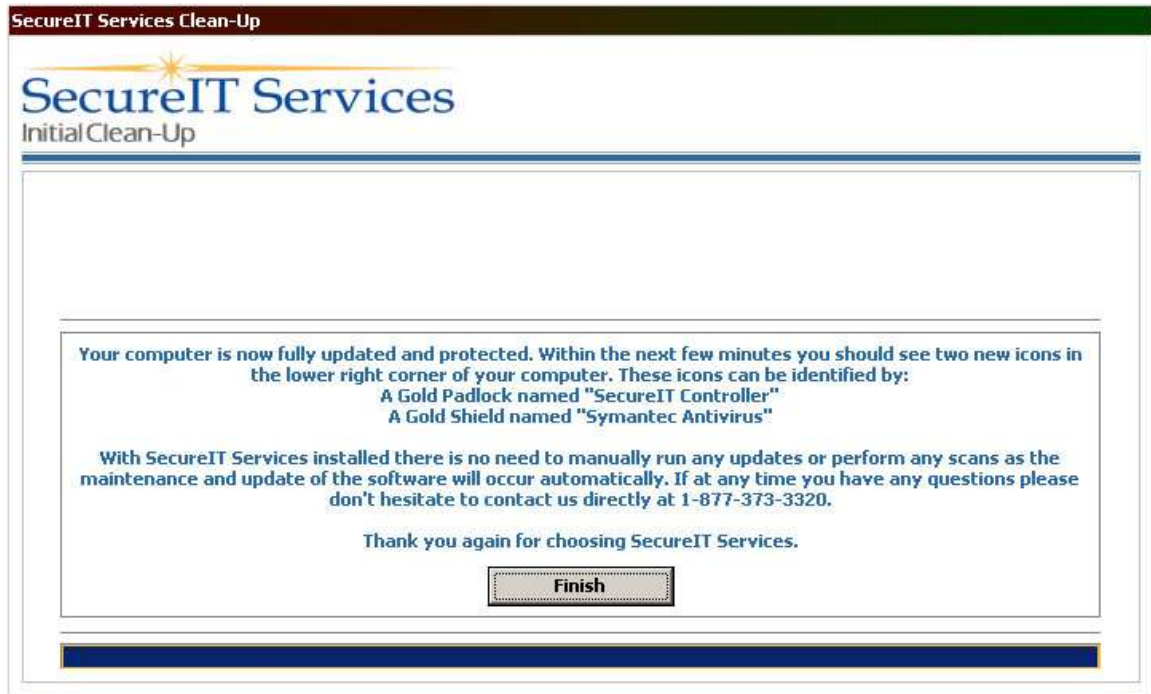 SecureIT Services Clean-Up
SecureIT Services
Initial Clean-Up
Your computer is now fully updated and protected. Within the next few minutes you should see two new icons in
the lower right corner of your computer. These icons can be identified by:
A Gold Padlock named "SecureIT Controller"
A Gold Shield named "Symantec Antivirus"
With SecureIT Services installed there is no need to manually run any updates or perform any scans as the
maintenance and update of the software will occur automatically. If at any time you have any questions please
don't hesitate to contact us directly at 1-877-373-3320.
Thank you again for choosing SecureIT Services.
Finish